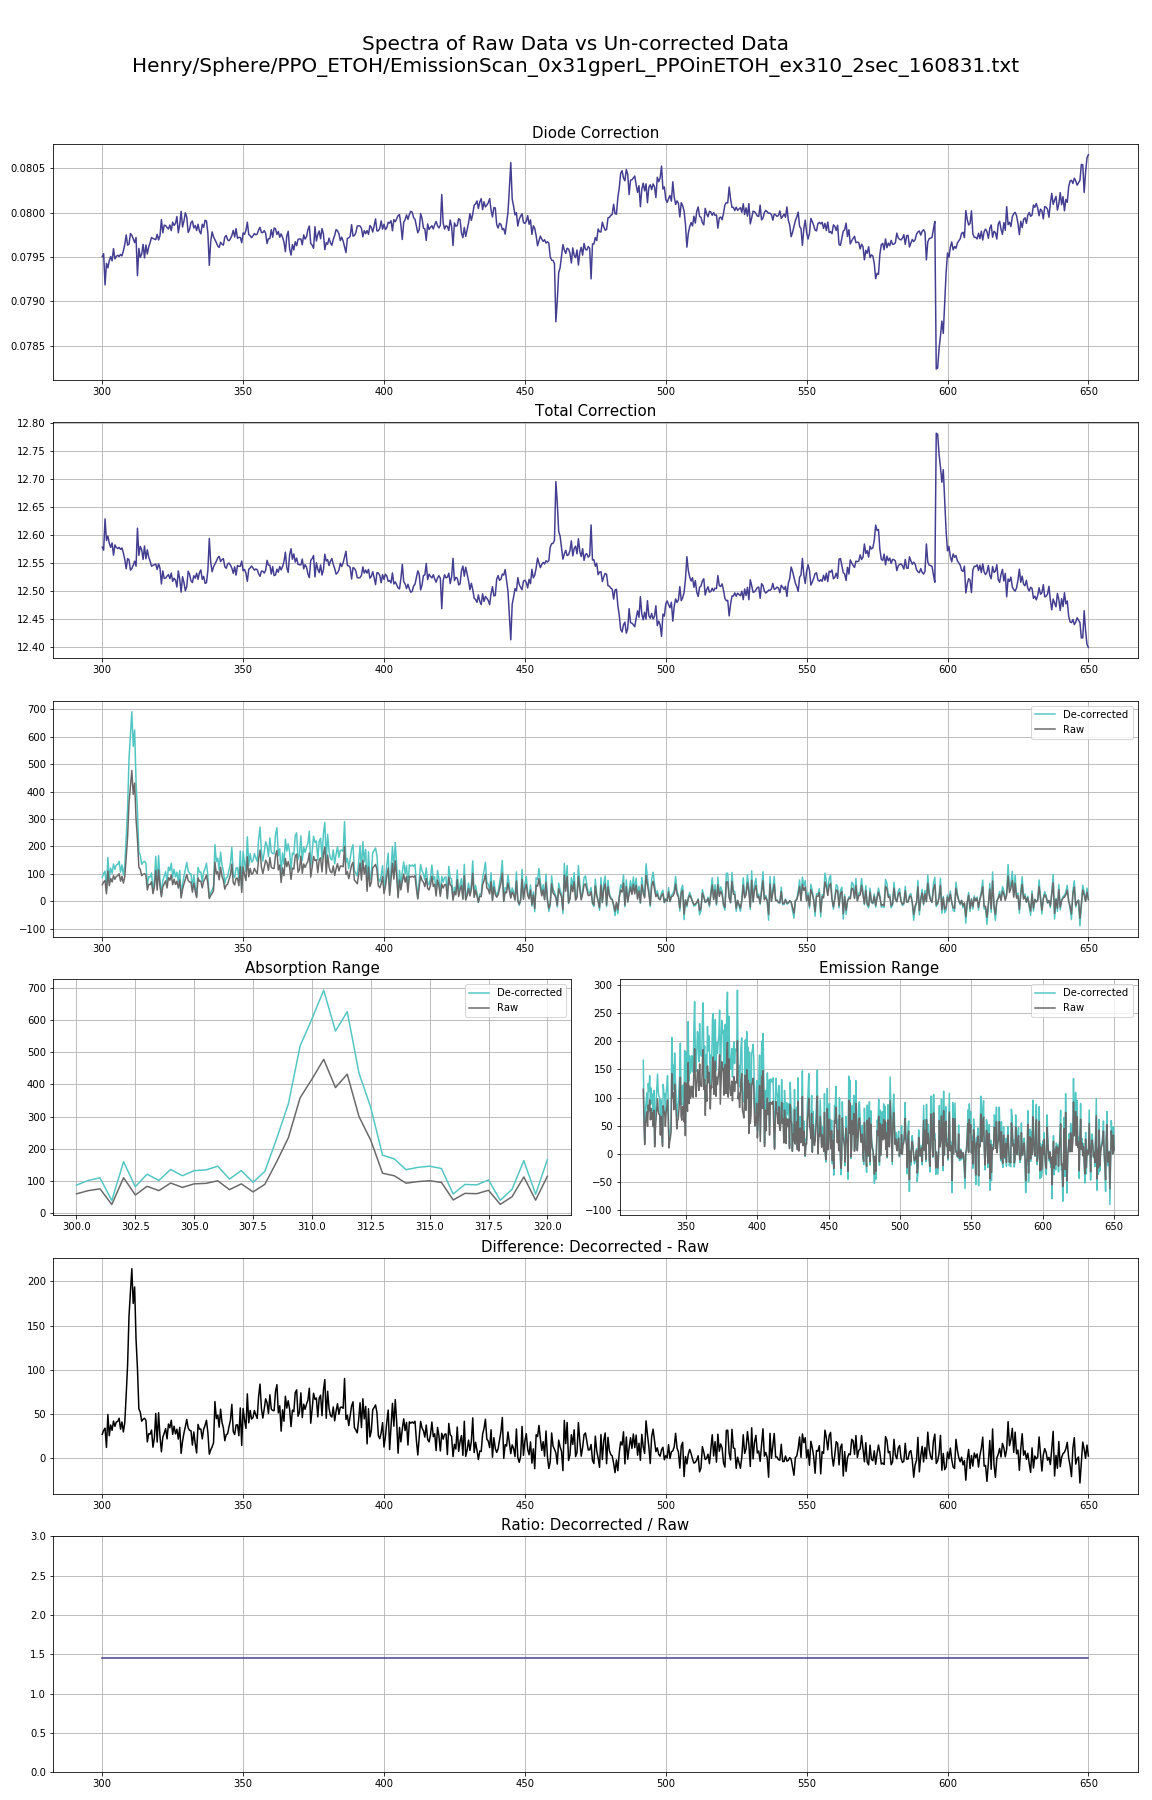 Spectra of Raw Data vs Un-corrected Data
Henry/Sphere/PPO_ETOH/EmissionScan_0x31gperL_PPOinETOH_ex310_2sec_160831.txt
Diode Correction
0.0805
0.0800
0.0795
0.0790
0.0785
300 350 400 450 500 550 600 650
Total Correction
12.80
12.75
12.70
12.65
12.60
12.55
12.50
12.45
12.40
300 350 400 450 500 550 600 650
700
600
500
400
300
200
100
0
−100
De-corrected
Raw
300 350 400 450 500 550 600 650
Absorption Range
700
600
500
400
300
200
100
0
De-corrected
Raw
300.0 302.5 305.0 307.5 310.0 312.5 315.0 317.5 320.0
Emission Range
300
250
200
150
100
50
0
−50
−100
De-corrected
Raw
350 400 450 500 550 600 650
Difference: Decorrected - Raw
200
150
100
50
0
300 350 400 450 500 550 600 650
Ratio: Decorrected / Raw
3.0
2.5
2.0
1.5
1.0
0.5
0.0
300 350 400 450 500 550 600 650